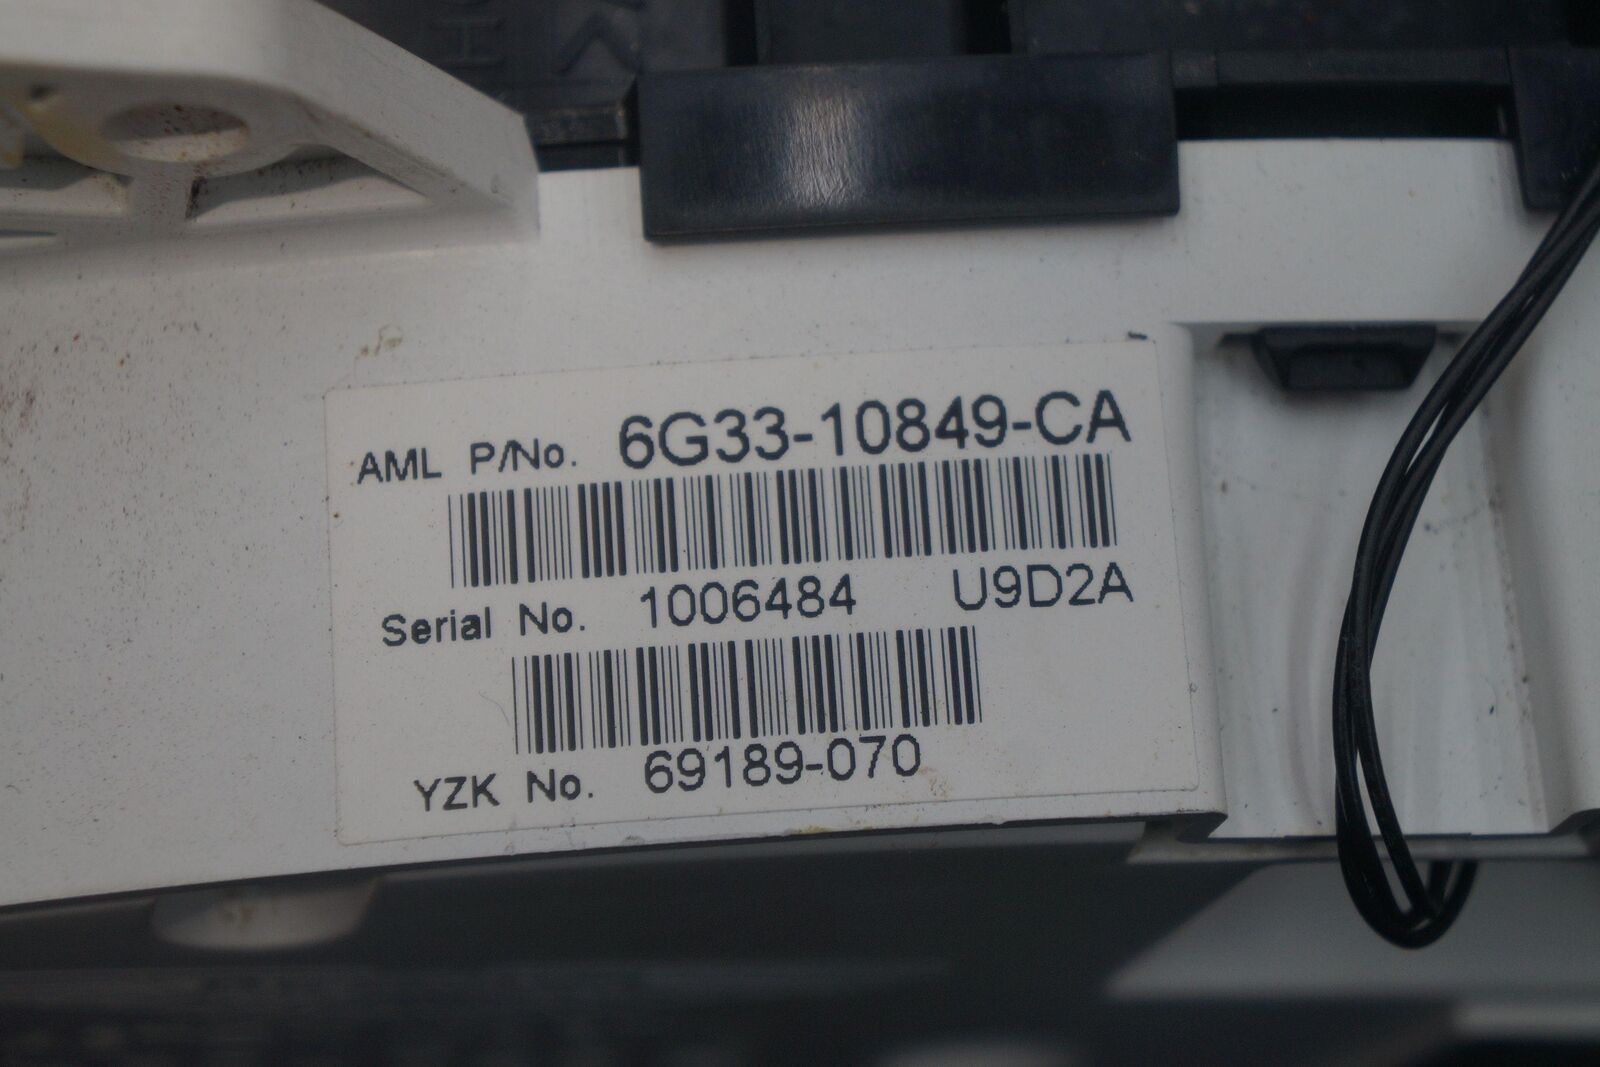 AML P/No. 6G33-10849-CA
Serial No. 1006484 U9D2A
YZK No. 69189-070